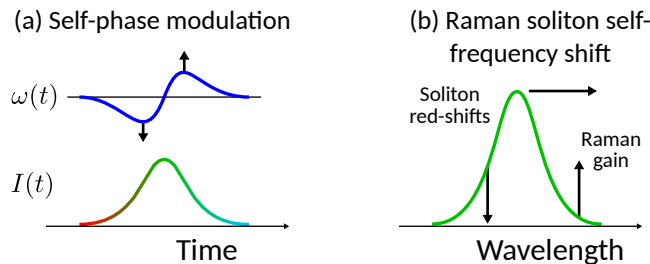 (a) Self-phase modulation
ω(t)
I(t)
Time
(b) Raman soliton self-
frequency shift
Soliton
red-shifts
Raman
gain
Wavelength